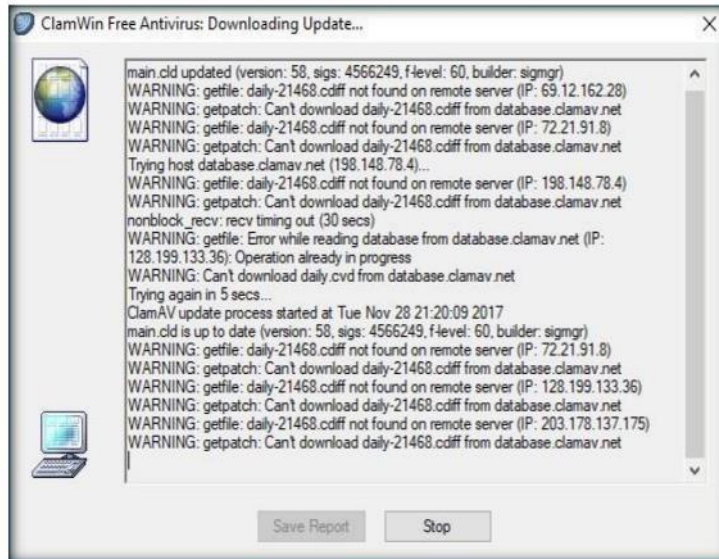 ClamWin Free Antivirus: Downloading Update...
main.cld updated (version: 58, sigs: 4566249, f-level: 60, builder: sigmgr)
WARNING: getfile: daily-21468.cdiff not found on remote server (IP: 69.12.162.28)
WARNING: getpatch: Can't download daily-21468.cdiff from database.clamav.net
WARNING: getfile: daily-21468.cdiff not found on remote server (IP: 72.21.91.8)
WARNING: getpatch: Can't download daily-21468.cdiff from database.clamav.net
Trying host database.clamav.net (198.148.78.4)...
WARNING: getfile: daily-21468.cdiff not found on remote server (IP: 198.148.78.4)
WARNING: getpatch: Can't download daily-21468.cdiff from database.clamav.net
nonblock_recv: recv timing out (30 secs)
WARNING: getfile: Error while reading database from database.clamav.net (IP:
128.199.133.36): Operation already in progress
WARNING: Can't download daily.cvd from database.clamav.net
Trying again in 5 secs...
ClamAV update process started at Tue Nov 28 21:20:09 2017
main.cld is up to date (version: 58, sigs: 4566249, f-level: 60, builder: sigmgr)
WARNING: getfile: daily-21468.cdiff not found on remote server (IP: 72.21.91.8)
WARNING: getpatch: Can't download daily-21468.cdiff from database.clamav.net
WARNING: getfile: daily-21468.cdiff not found on remote server (IP: 128.199.133.36)
WARNING: getpatch: Can't download daily-21468.cdiff from database.clamav.net
WARNING: getfile: daily-21468.cdiff not found on remote server (IP: 203.178.137.175)
WARNING: getpatch: Can't download daily-21468.cdiff from database.clamav.net
Save Report
Stop